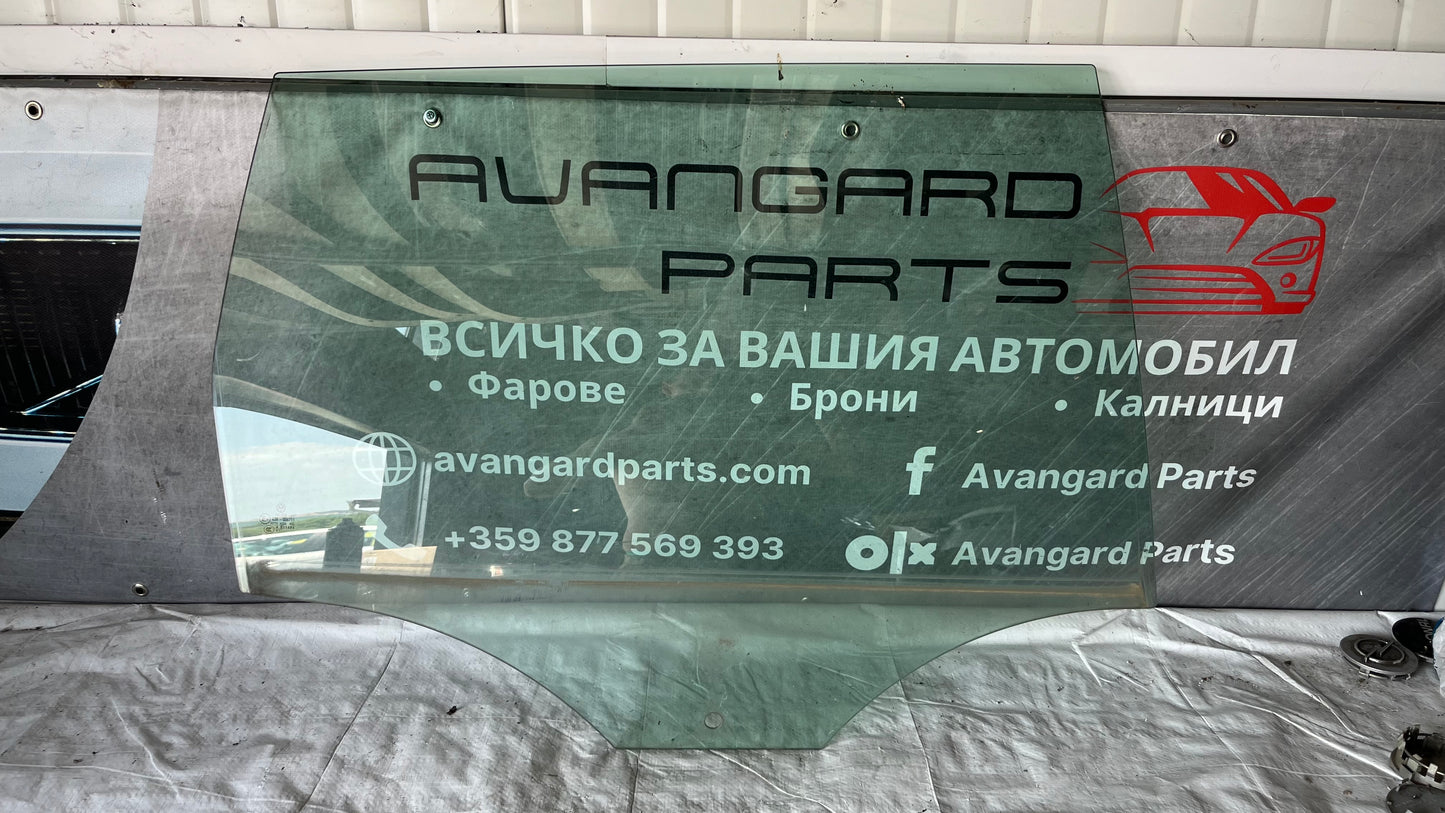 AVANGARD
PARTS
ВСИЧКО ЗА ВАШИЯ АВТОМОБИЛ
• Фарове • Брони • Калници
avangardparts.com f Avangard Parts
+359 877 569 393 olx Avangard Parts